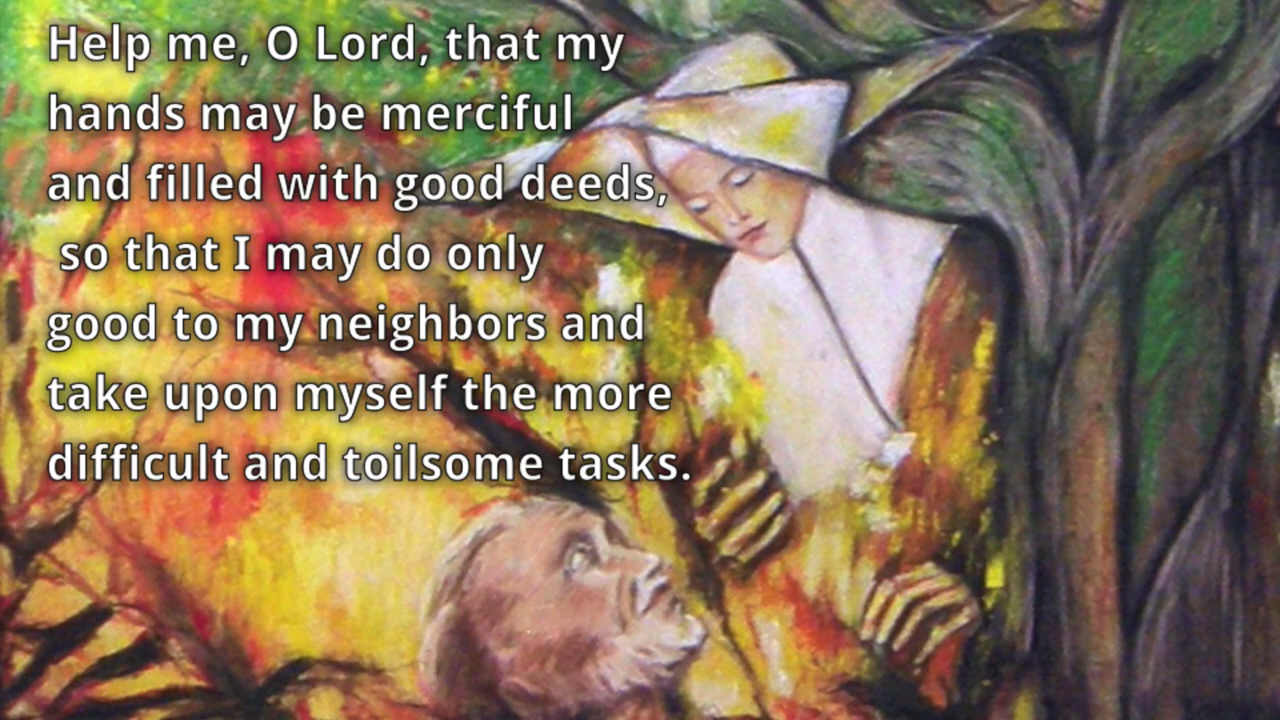 Help me, O Lord, that my
hands may be merciful
and filled with good deeds,
so that I may do only
good to my neighbors and
take upon myself the more
difficult and toilsome tasks.